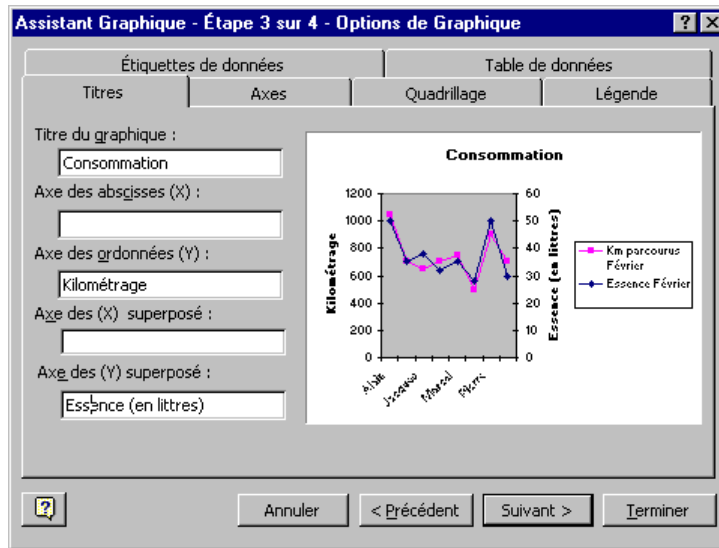 Assistant Graphique - Étape 3 sur 4 - Options de Graphique
Étiquettes de données
Table de données
Titres
Axes
Quadrillage
Légende
Titre du graphique :
Consommation
Axe des abscisses (X) :
Axe des ordonnées (Y) :
Kilométrage
Axe des (X) superposé :
Axe des (Y) superposé :
Essence (en littres)
Consommation
Kilométrage
1200
1000
800
600
400
200
0
60
50
40
30
20
10
0
Essence (en littres)
Alain
Jacques
Marcel
Pierre
Km parcourus
Février
Essence Février
?
Annuler
< Précédent
Suivant >
Terminer